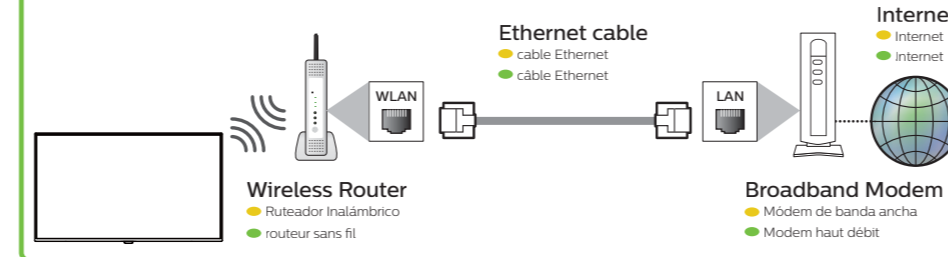 Ethernet cable
cable Ethernet
câble Ethernet
WLAN
LAN
Interne
Internet
Internet
Wireless Router
Ruteador Inalámbrico
routeur sans fil
Broadband Modem
Módem de banda ancha
Modem haut débit